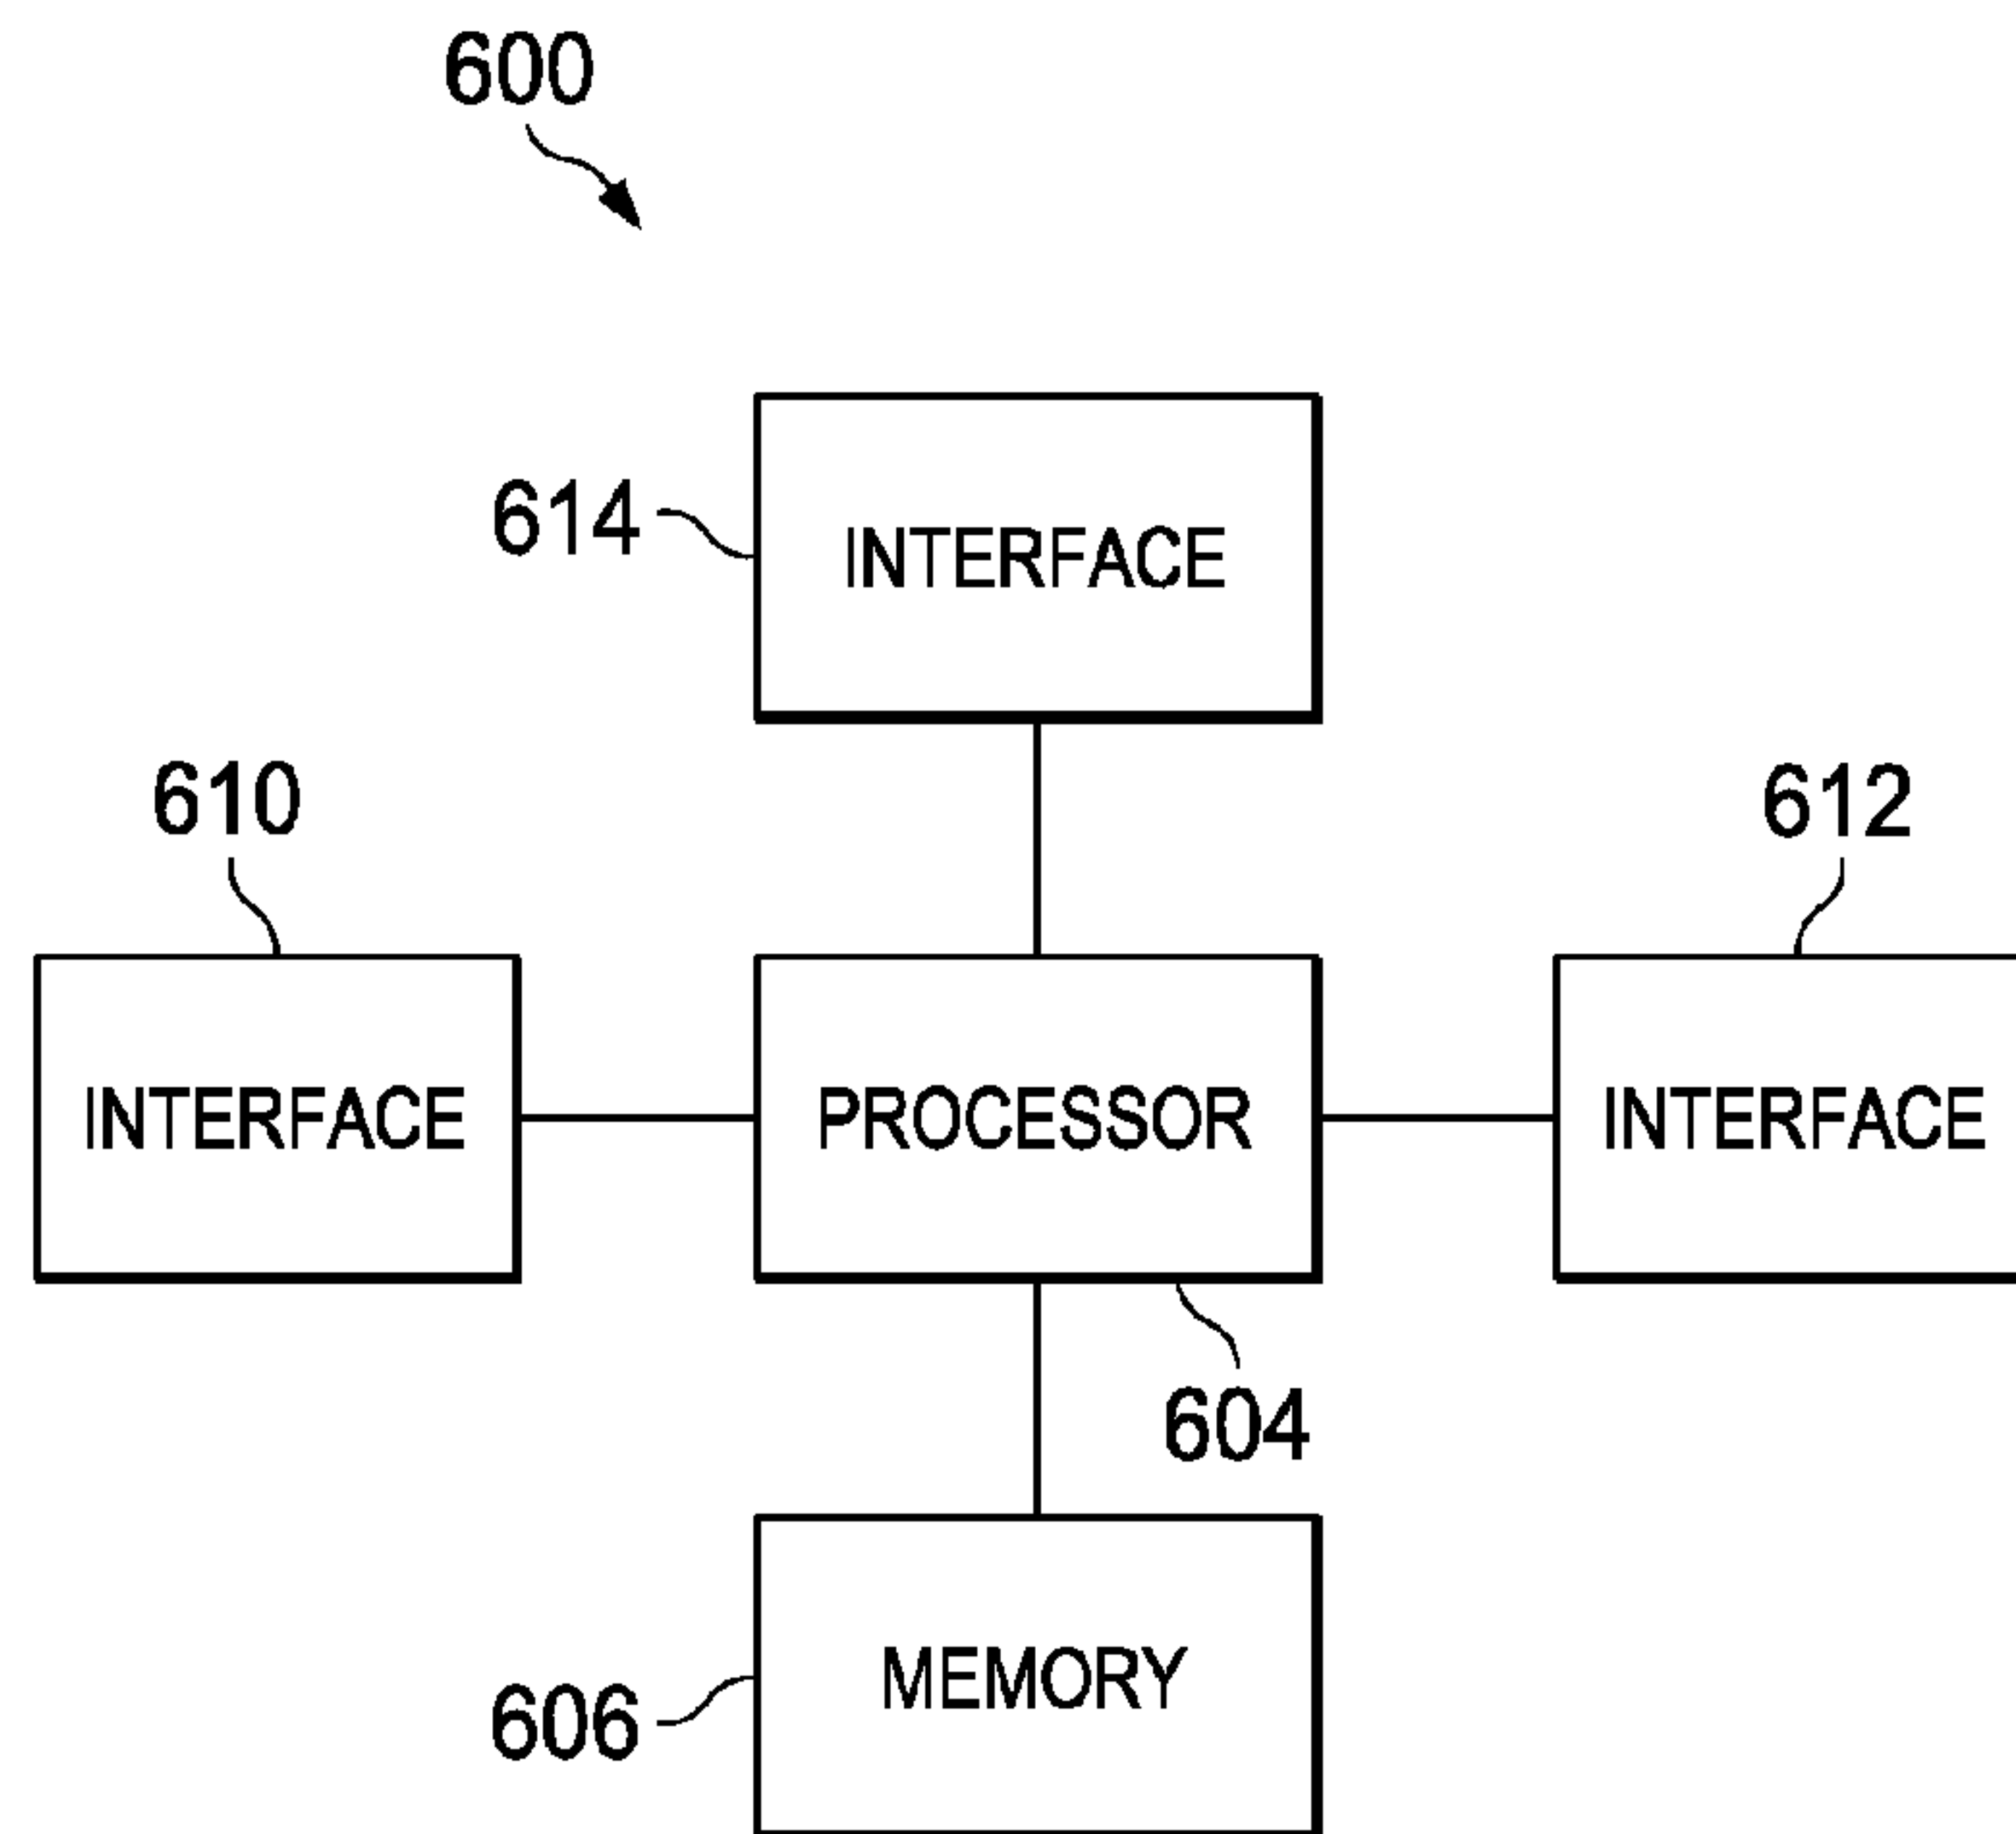 600
614
INTERFACE
610
612
INTERFACE
PROCESSOR
INTERFACE
604
MEMORY
606